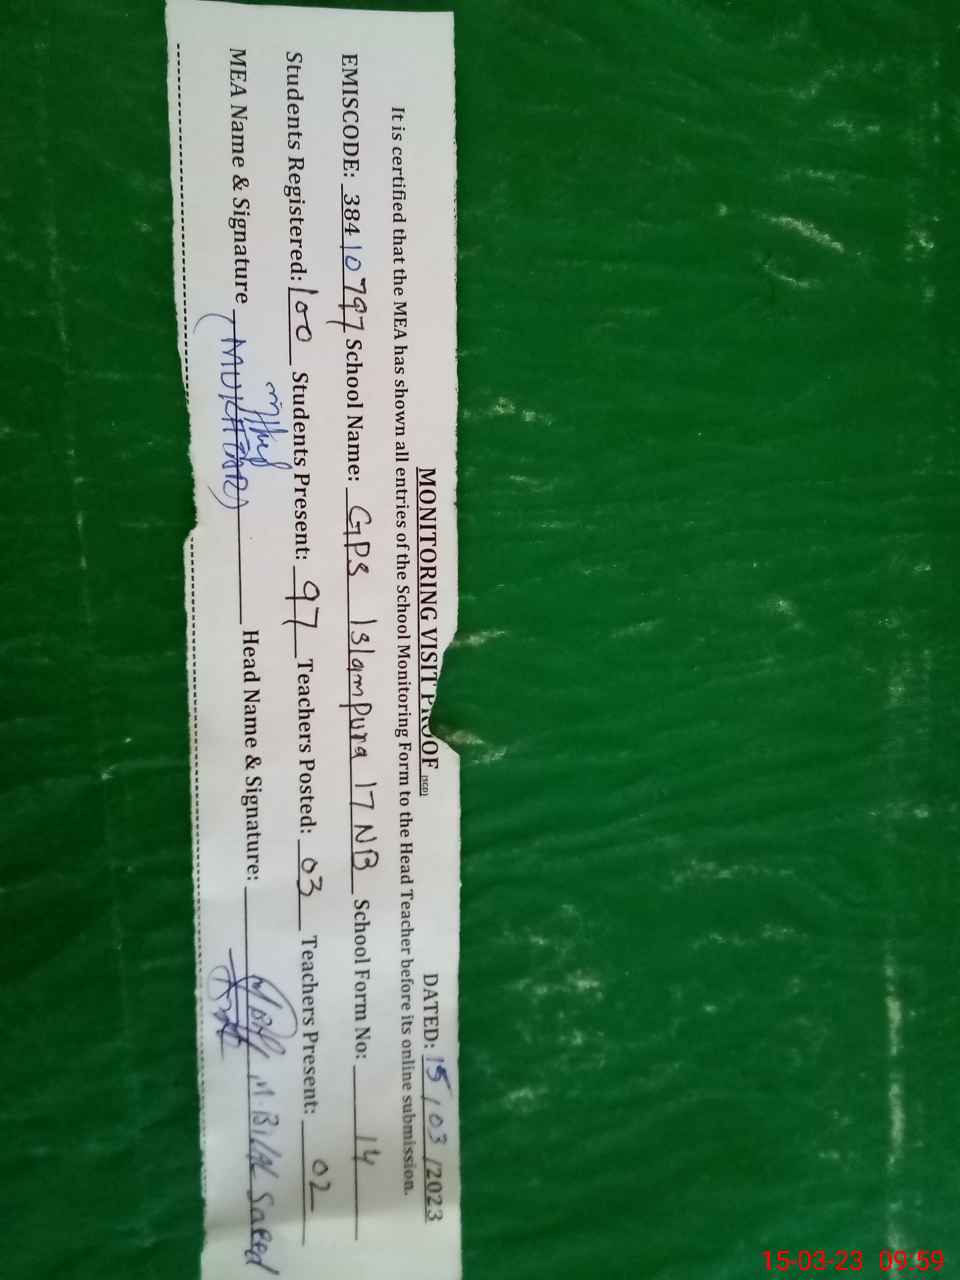 MONITORING VISIT PROOF DATED: 15/03/2023
It is certified that the MEA has shown all entries of the School Monitoring Form to the Head Teacher before its online submission.
EMISCODE: 38410797 School Name: GPS Islampura 17 NB School Form No: 14
Students Registered: 100 Students Present: 97 Teachers Posted: 03 Teachers Present: 02
MEA Name & Signature (MUKHTAR) Head Name & Signature: M. Bilal Saeed
15-03-23 09:59